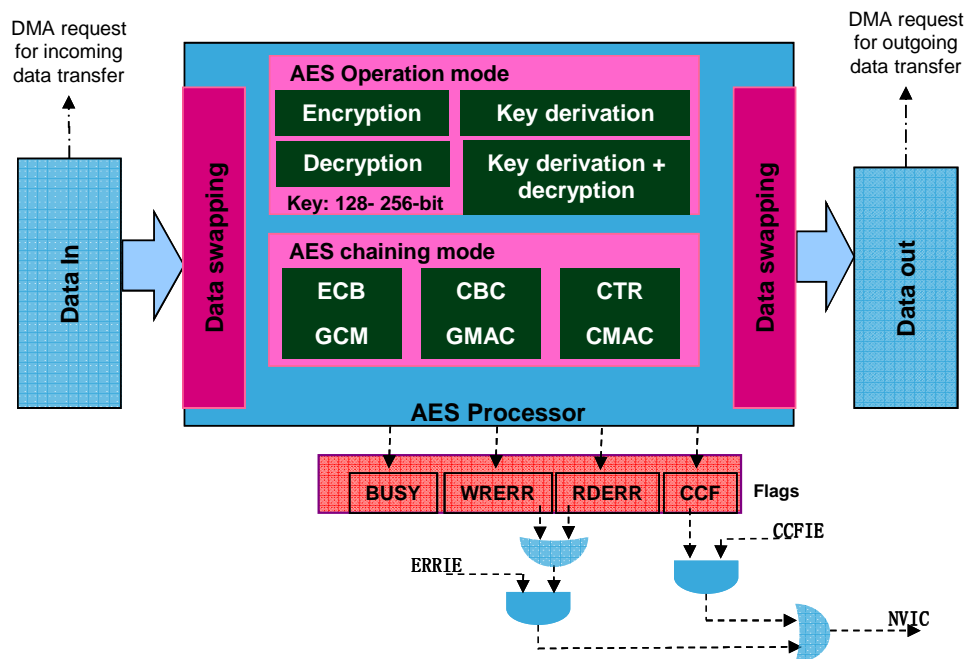 DMA request
for incoming
data transfer
DMA request
for outgoing
data transfer
AES Operation mode
Encryption
Key derivation
Decryption
Key derivation +
decryption
Key: 128- 256-bit
Data In
Data swapping
AES chaining mode
ECB
CBC
CTR
GCM
GMAC
CMAC
Data swapping
Data out
AES Processor
BUSY
WRERR
RDERR
CCF
Flags
CCFIE
ERRIE
NVIC